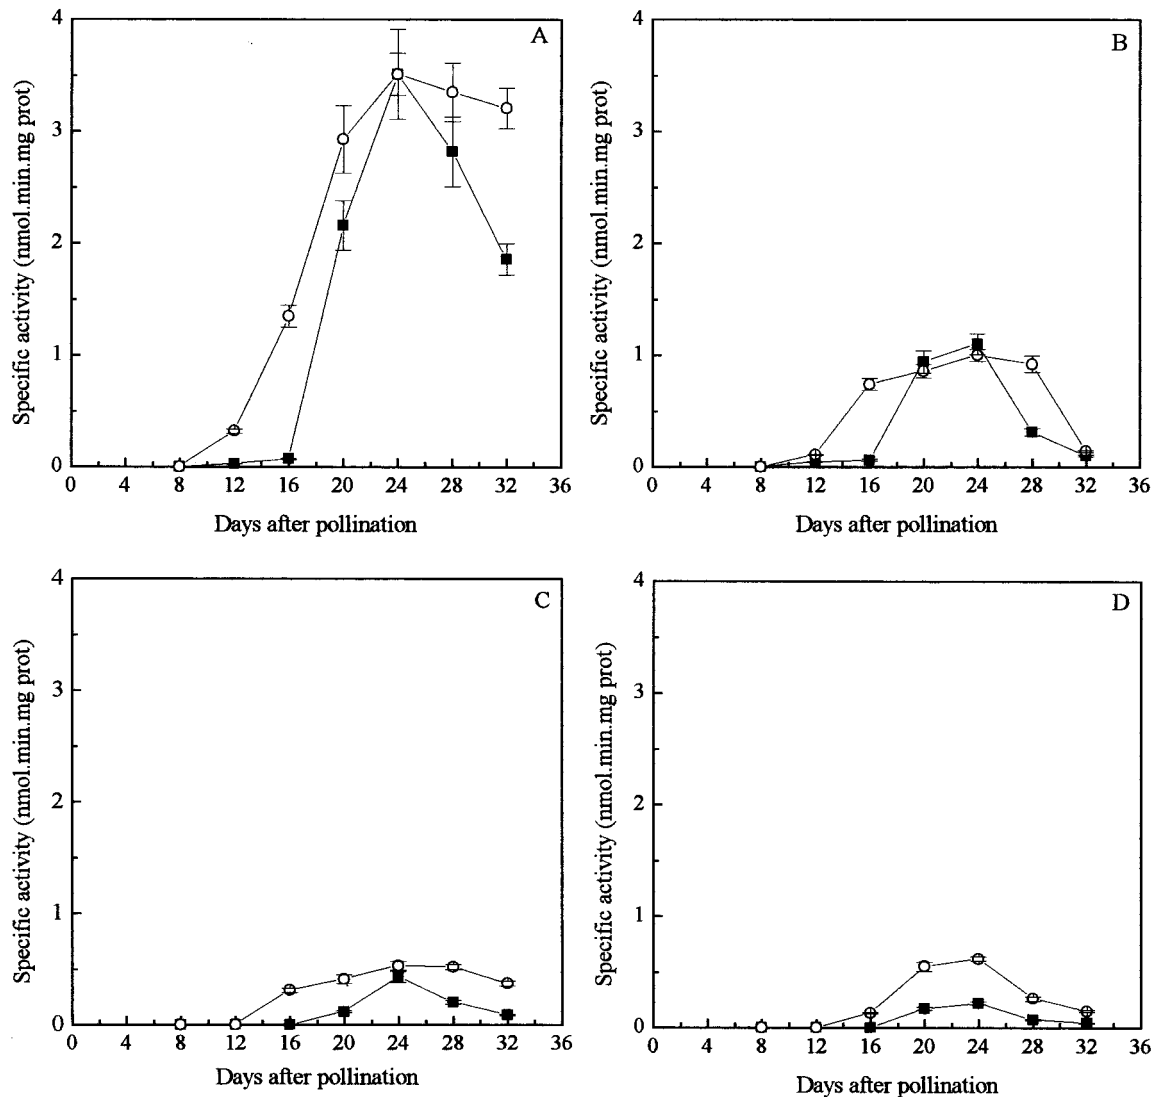 A
Specific activity (nmol.min.mg prot)
4
3
2
1
0
0 4 8 12 16 20 24 28 32 36
Days after pollination
B
Specific activity (nmol.min.mg prot)
4
3
2
1
0
0 4 8 12 16 20 24 28 32 36
Days after pollination
C
Specific activity (nmol.min.mg prot)
4
3
2
1
0
0 4 8 12 16 20 24 28 32 36
Days after pollination
D
Specific activity (nmol.min.mg prot)
4
3
2
1
0
0 4 8 12 16 20 24 28 32 36
Days after pollination